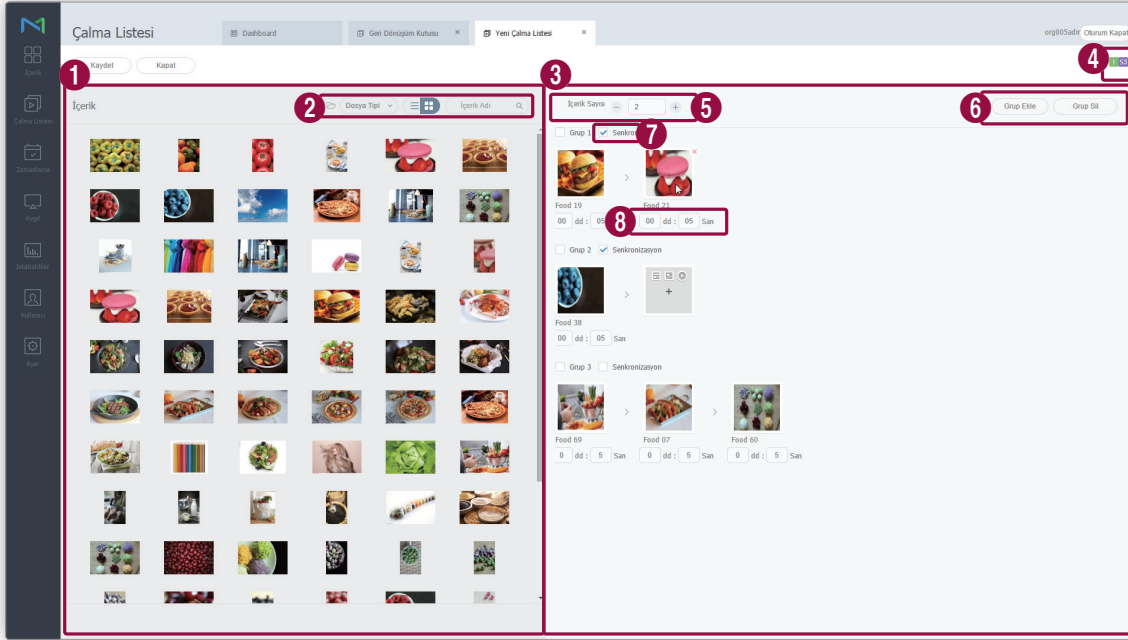 Çalma Listesi
Dashboard
Geri Dönüşüm Kutusu ×
Yeni Çalma Listesi ×
Oturum Kapat
Kaydet
Kapat
1
3
4
I S3
İçerik
2
Dosya Tipi
İçerik Adı
İçerik Sayısı − 2 +
5
6
Grup Ekle
Grup Sil
Grup 1
7
Food 19
Food 21
00 dd : 05
8
00 dd : 05 San
Grup 2 Senkronizasyon
Food 38
00 dd : 05 San
Grup 3 Senkronizasyon
Food 69
Food 07
Food 60
0 dd : 5 San
0 dd : 5 San
0 dd : 5 San
İçerik
Çalma Listesi
Zamanlama
Aygıt
İstatistikler
Kullanıcı
Ayar